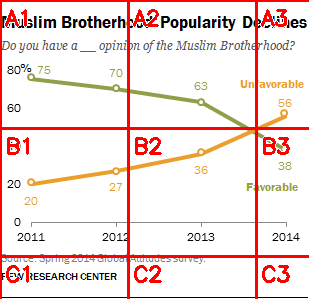 A1
A2
A3
Muslim Brotherhood Popularity Declines
Do you have a __ opinion of the Muslim Brotherhood?
80%
75
70
63
Unfavorable
56
60
B1
B2
B3
38
36
27
20
20
Favorable
0
2011
2012
2013
2014
Source: Spring 2014 Global Attitudes survey.
C1
C2
C3
PEW RESEARCH CENTER